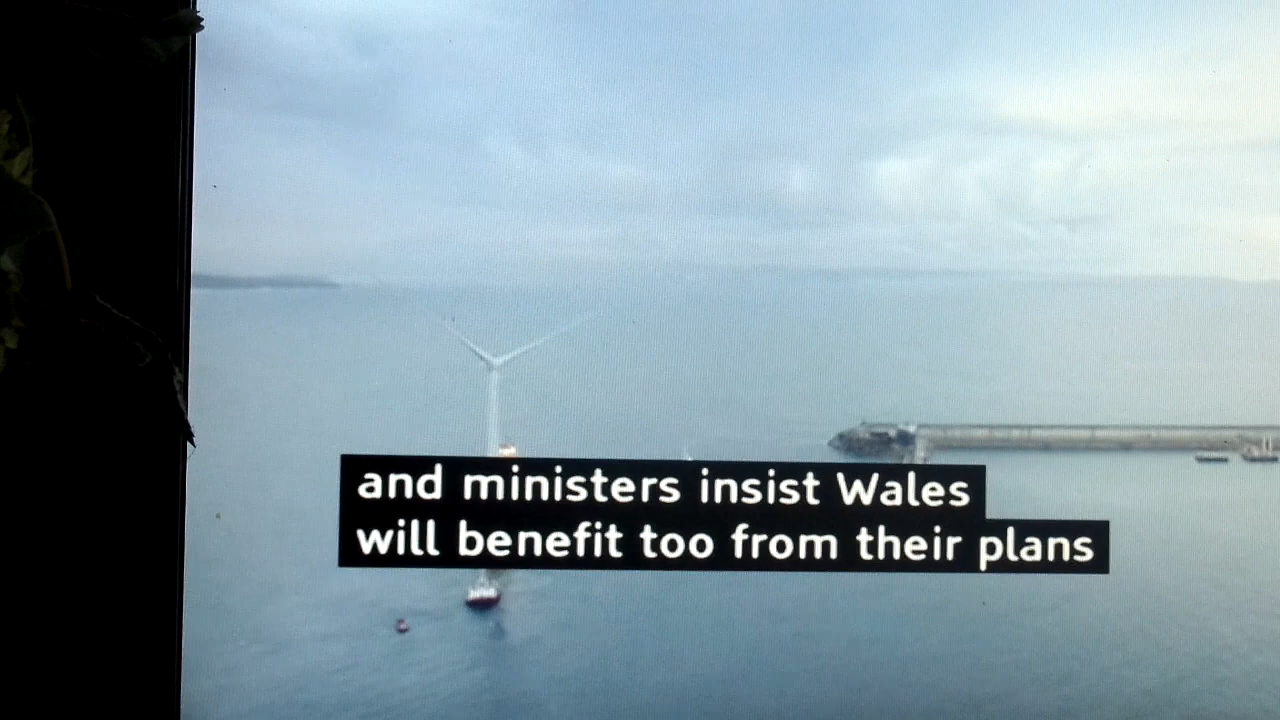 and ministers insist Wales
will benefit too from their plans